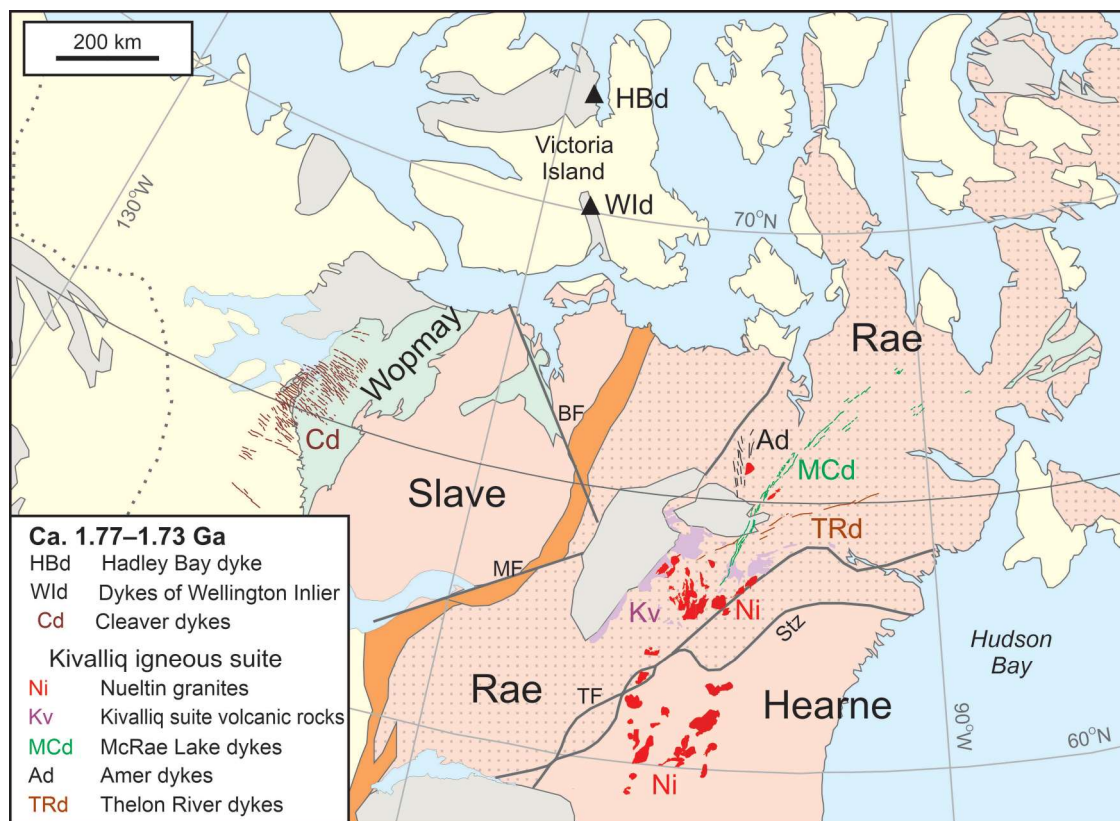 200 km
HBd
Victoria
Island
130°W
WId
70°N
Wopmay
Rae
BF
Cd
Ad
MCd
Slave
TRd
MF
Kv
Ni
Stz
Hudson
Bay
Rae
TF
Hearne
90°W
60°N
Ni
Ca. 1.77–1.73 Ga
HBd Hadley Bay dyke
WId Dykes of Wellington Inlier
Cd Cleaver dykes
Kivalliq igneous suite
Ni Nueltin granites
Kv Kivalliq suite volcanic rocks
MCd McRae Lake dykes
Ad Amer dykes
TRd Thelon River dykes